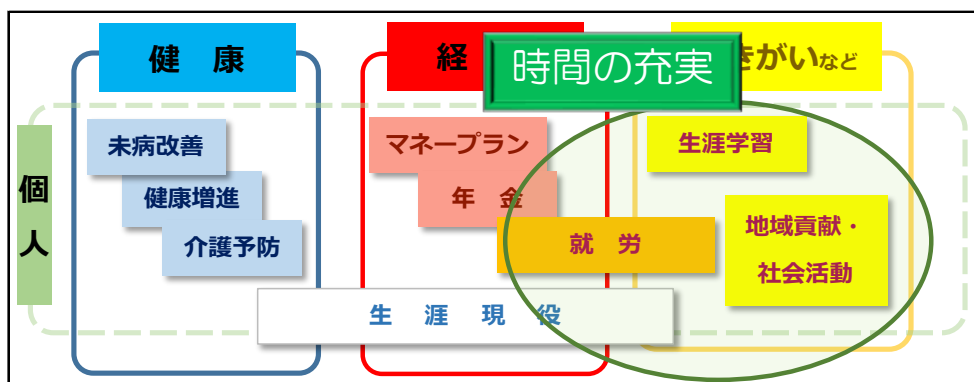 健 康
経
時間の充実
きがいなど
個人
未病改善
健康増進
介護予防
マネープラン
年 金
就 労
生涯学習
地域貢献・
社会活動
生 涯 現 役